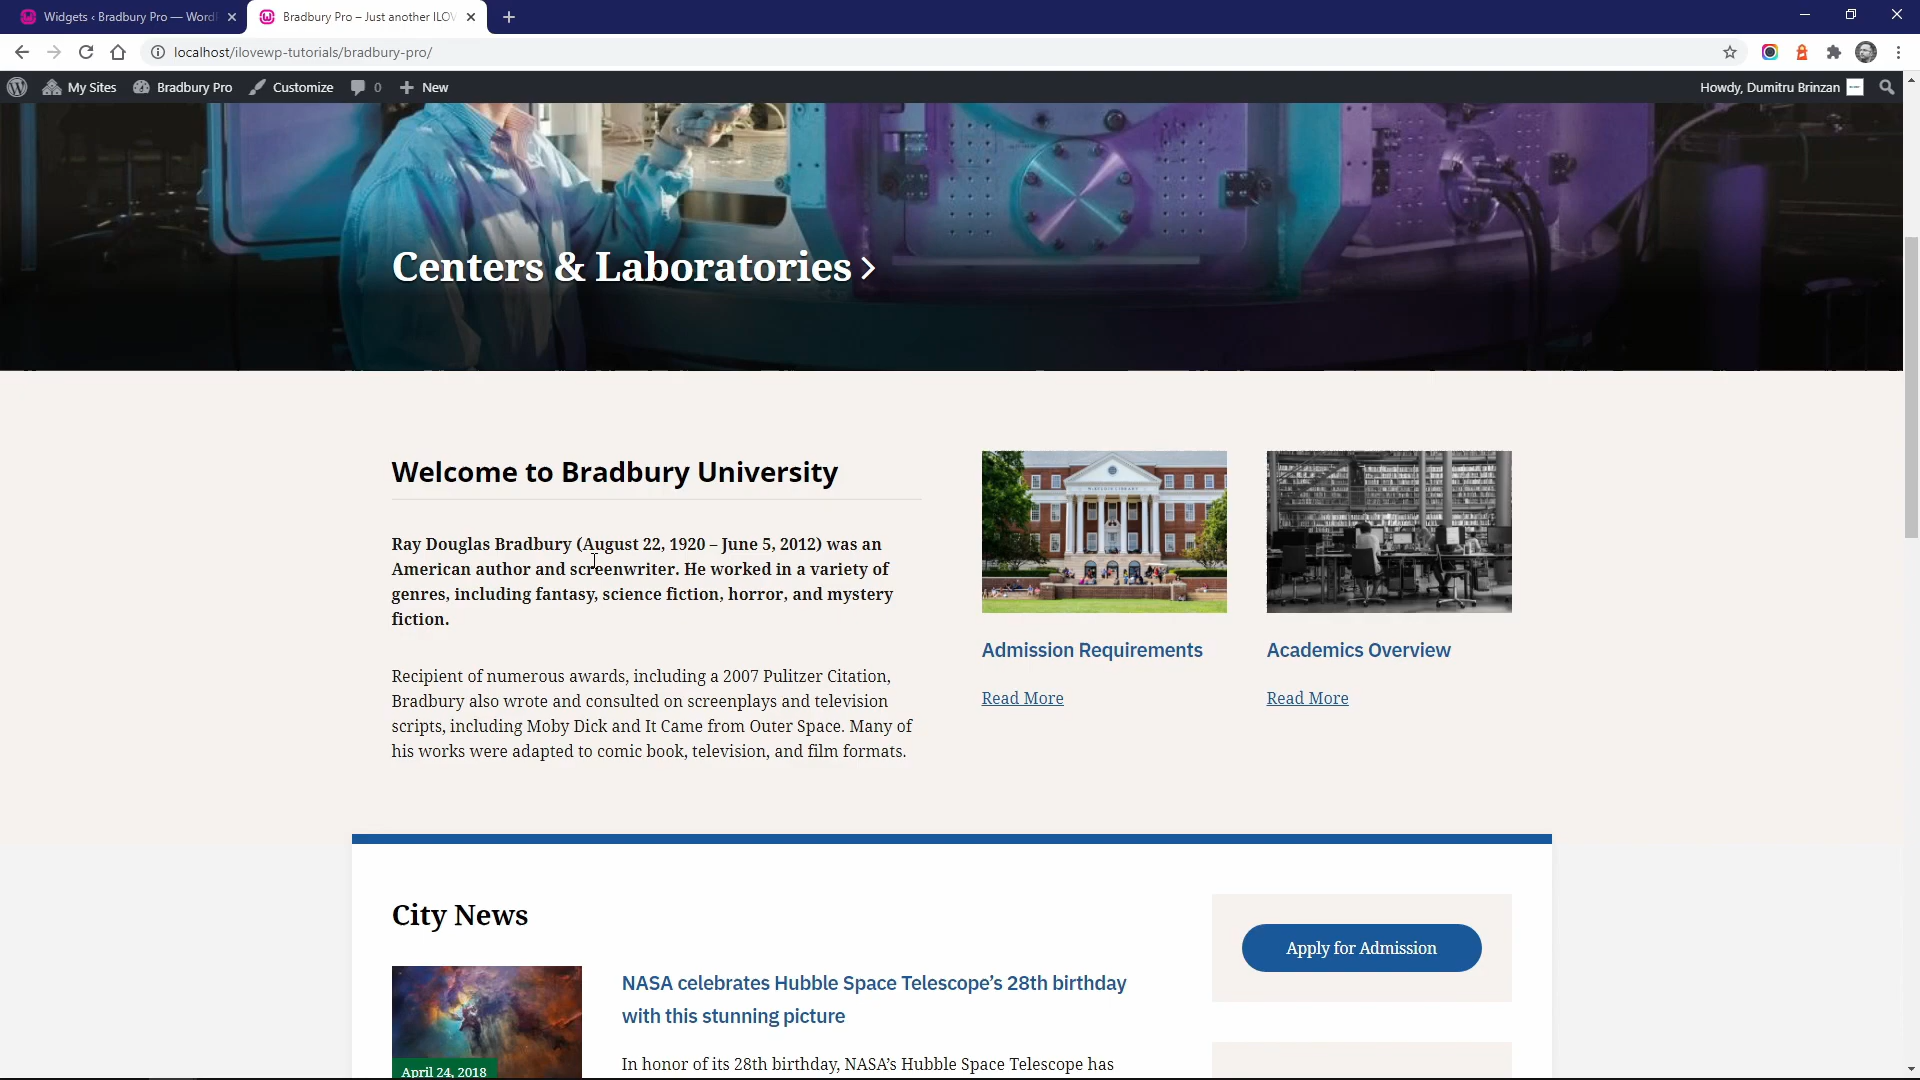 Widgets ‹ Bradbury Pro — Word
Bradbury Pro – Just another ILOV
localhost/ilovewp-tutorials/bradbury-pro/
My Sites
Bradbury Pro
Customize
0
New
Howdy, Dumitru Brinzan
Centers & Laboratories
Welcome to Bradbury University
Ray Douglas Bradbury (August 22, 1920 – June 5, 2012) was an
American author and screenwriter. He worked in a variety of
genres, including fantasy, science fiction, horror, and mystery
fiction.
Recipient of numerous awards, including a 2007 Pulitzer Citation,
Bradbury also wrote and consulted on screenplays and television
scripts, including Moby Dick and It Came from Outer Space. Many of
his works were adapted to comic book, television, and film formats.
Admission Requirements
Read More
Academics Overview
Read More
City News
April 24, 2018
NASA celebrates Hubble Space Telescope’s 28th birthday
with this stunning picture
In honor of its 28th birthday, NASA’s Hubble Space Telescope has
Apply for Admission